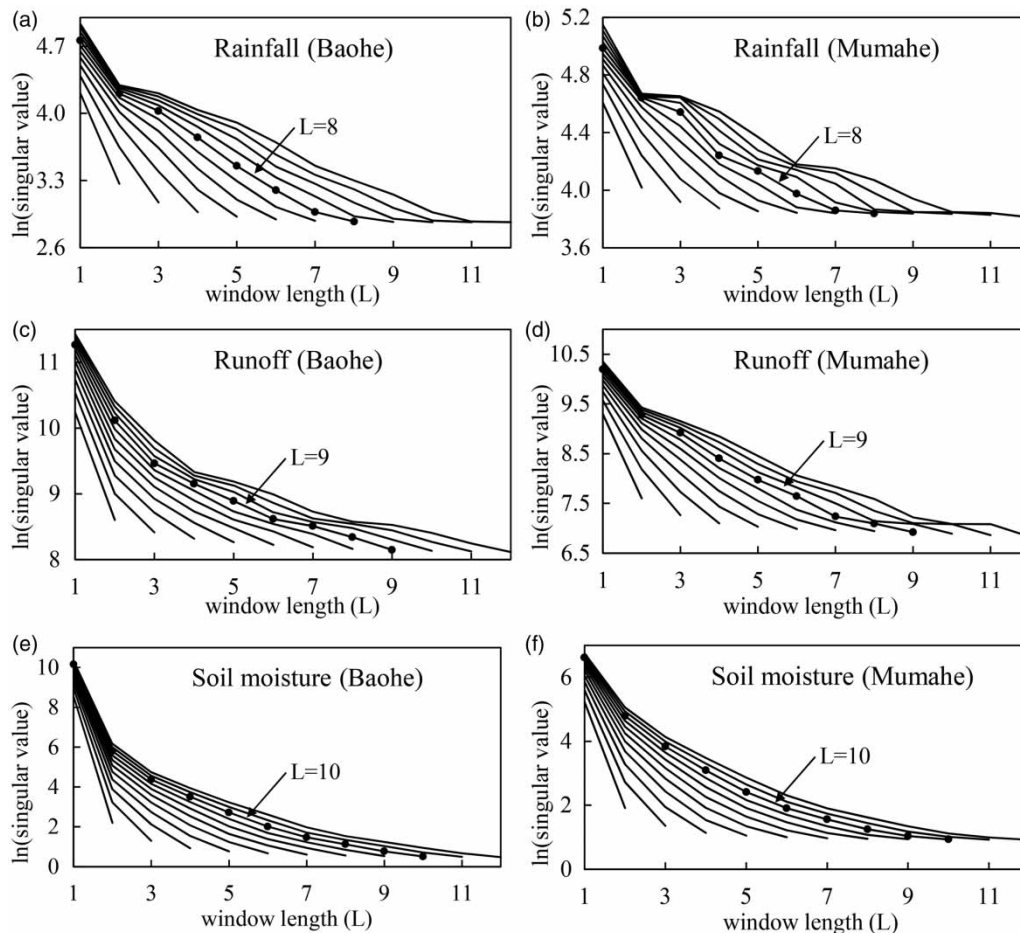 (a)
Rainfall (Baohe)
ln(singular value)
4.7
4.0
3.3
2.6
L=8
1 3 5 7 9 11
window length (L)
(b)
Rainfall (Mumahe)
ln(singular value)
5.2
4.8
4.4
4.0
3.6
L=8
1 3 5 7 9 11
window length (L)
(c)
Runoff (Baohe)
ln(singular value)
11
10
9
8
L=9
1 3 5 7 9 11
window length (L)
(d)
Runoff (Mumahe)
ln(singular value)
10.5
9.5
8.5
7.5
6.5
L=9
1 3 5 7 9 11
window length (L)
(e)
Soil moisture (Baohe)
ln(singular value)
10
8
6
4
2
0
L=10
1 3 5 7 9 11
window length (L)
(f)
Soil moisture (Mumahe)
ln(singular value)
6
4
2
0
L=10
1 3 5 7 9 11
window length (L)